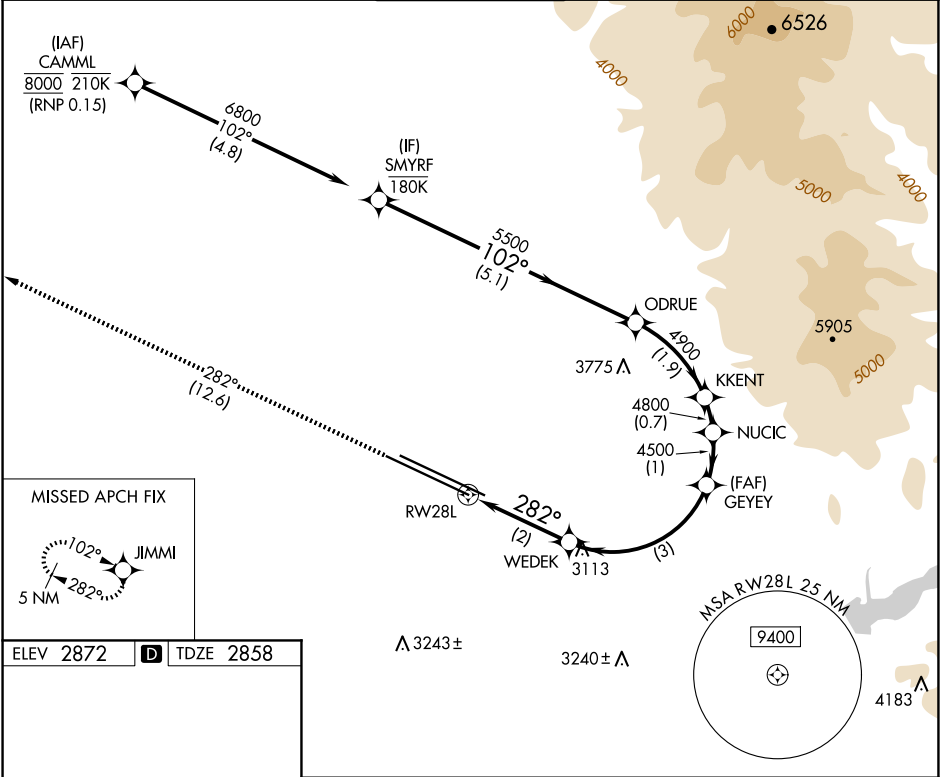 (IAF)
CAMML
8000 210K
(RNP 0.15)
6800
102°
(4.8)
(IF)
SMYRF
180K
5500
102°
(5.1)
ODRUE
4900
(1.9)
KKENT
4800
(0.7)
NUCIC
4500
(1)
(FAF)
GEYEY
(3)
WEDEK
282°
(2)
RW28L
282°
(12.6)
3775
3113
3243±
3240±
4183
6000
6526
4000
5000
4000
5905
5000
MISSED APCH FIX
102°
JIMMI
282°
5 NM
MSA RW28L 25 NM
9400
ELEV 2872 D TDZE 2858